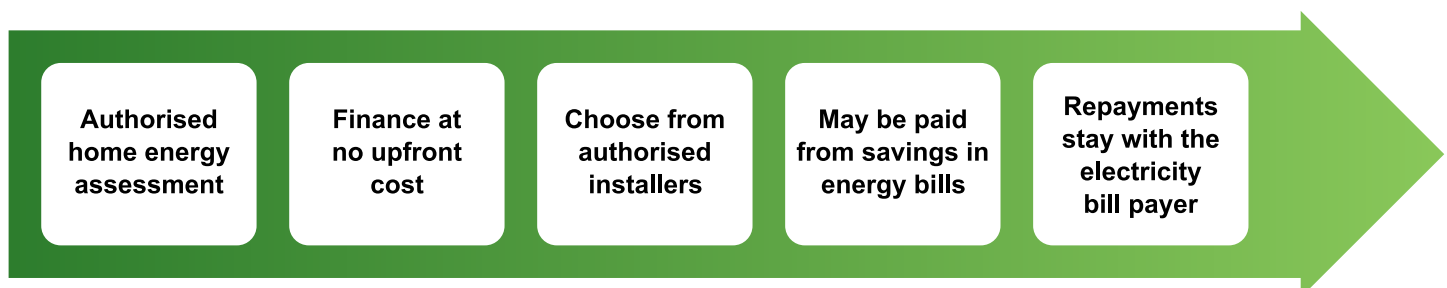 Authorised
home energy
assessment
Finance at
no upfront
cost
Choose from
authorised
installers
May be paid
from savings in
energy bills
Repayments
stay with the
electricity
bill payer